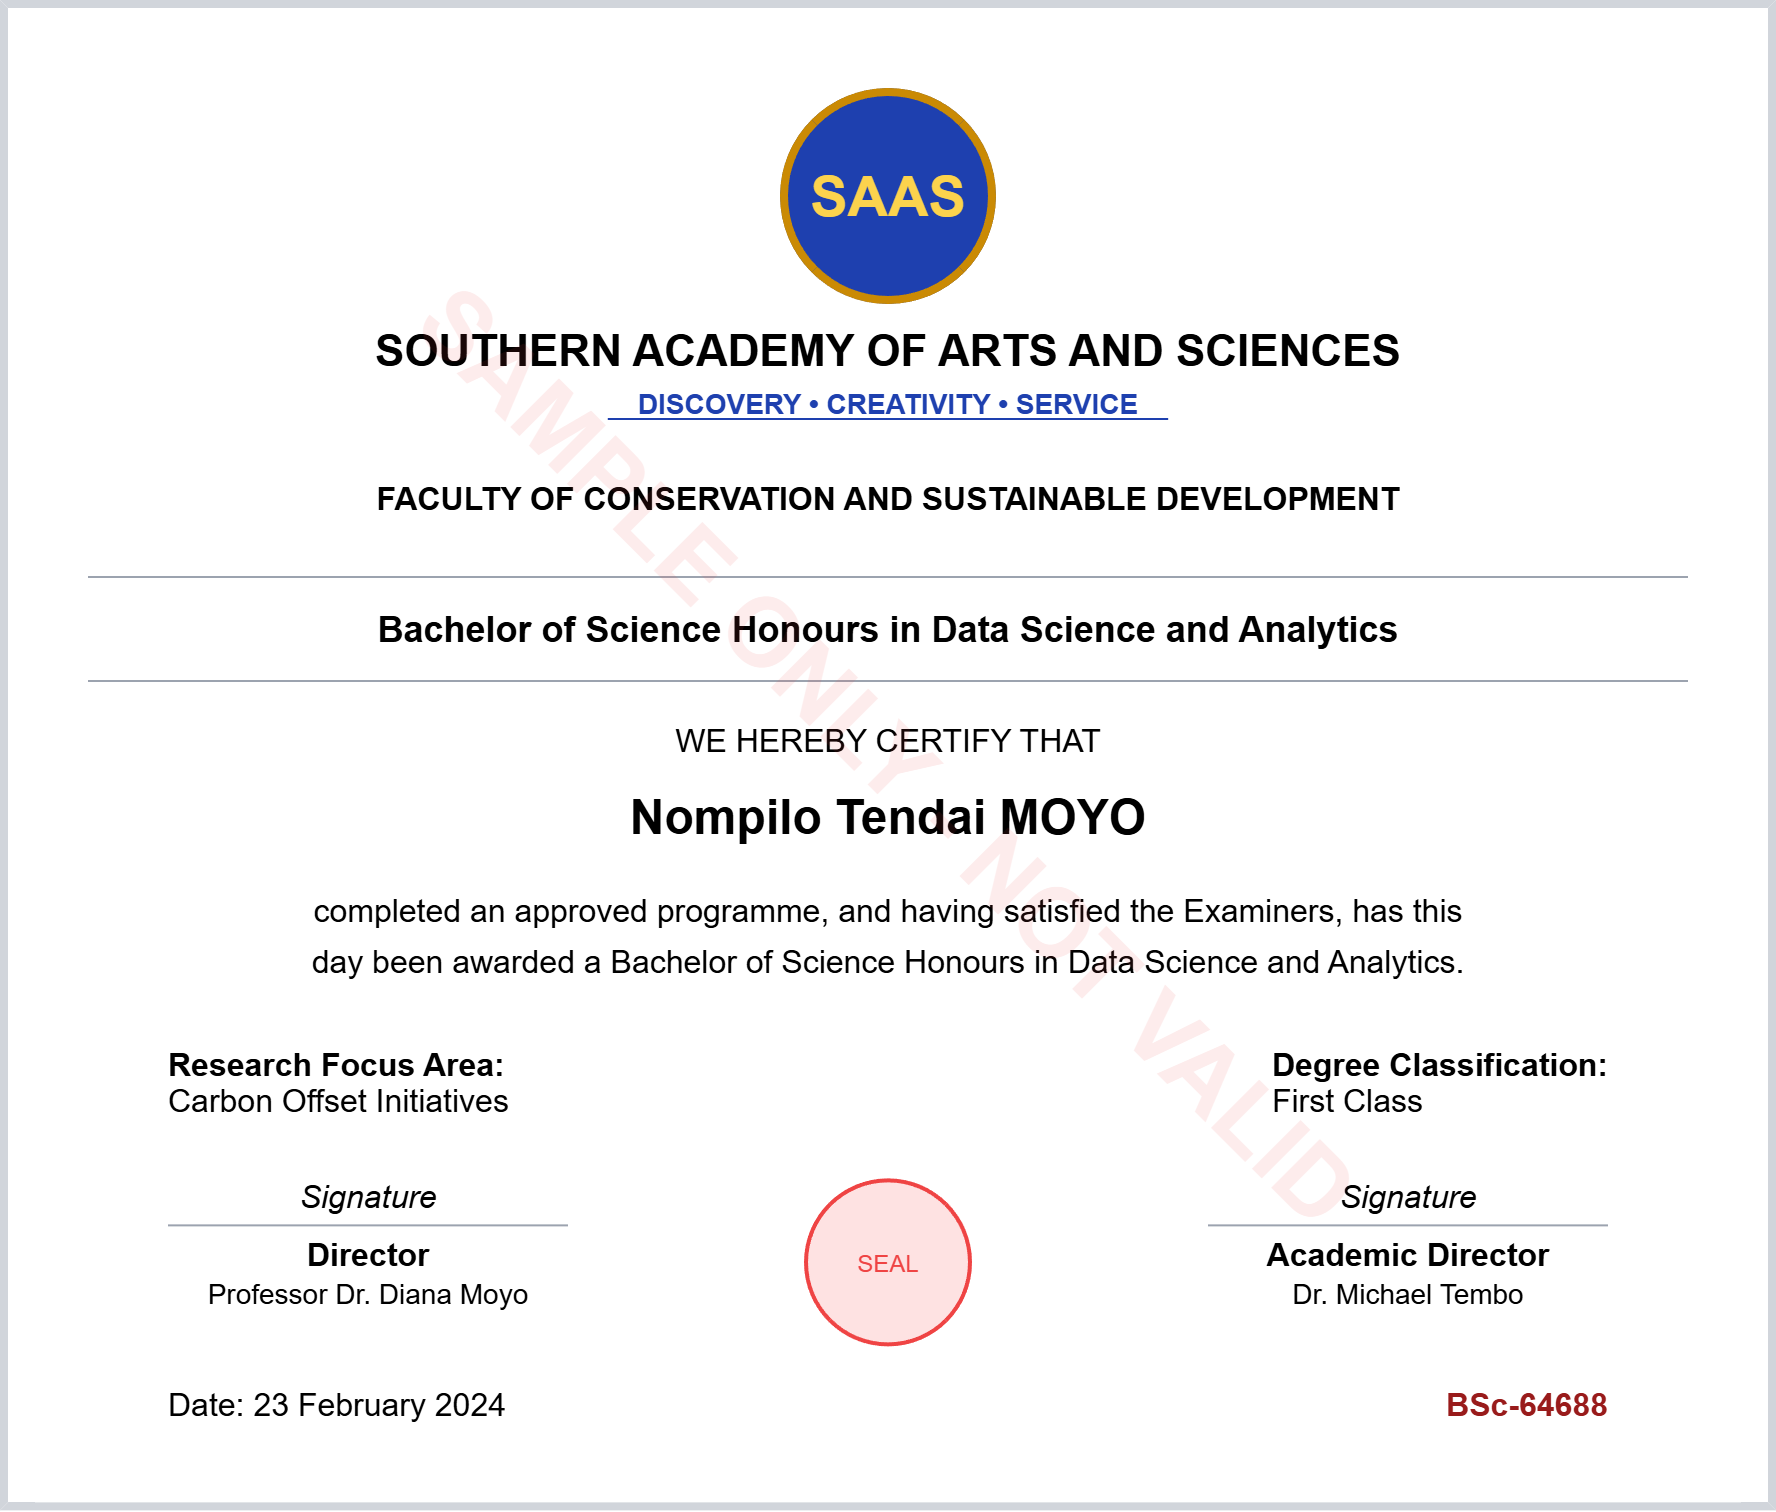 SAAS
SOUTHERN ACADEMY OF ARTS AND SCIENCES
DISCOVERY • CREATIVITY • SERVICE
FACULTY OF CONSERVATION AND SUSTAINABLE DEVELOPMENT
Bachelor of Science Honours in Data Science and Analytics
WE HEREBY CERTIFY THAT
Nompilo Tendai MOYO
completed an approved programme, and having satisfied the Examiners, has this
day been awarded a Bachelor of Science Honours in Data Science and Analytics.
Research Focus Area:
Carbon Offset Initiatives
Degree Classification:
First Class
Signature
Director
Professor Dr. Diana Moyo
SEAL
Signature
Academic Director
Dr. Michael Tembo
Date: 23 February 2024
BSc-64688
SAMPLE ONLY - NOT VALID